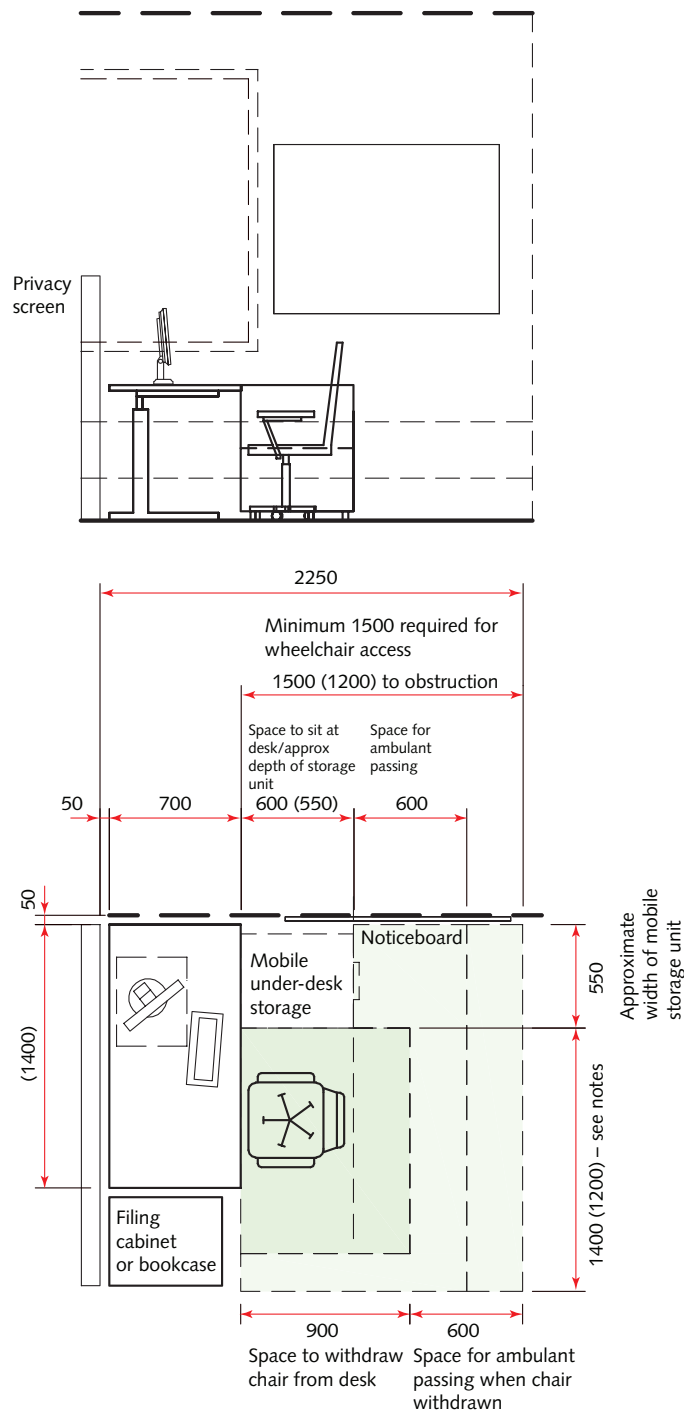 Privacy
screen
2250
Minimum 1500 required for
wheelchair access
1500 (1200) to obstruction
Space to sit at
desk/approx
depth of storage
unit
Space for
ambulant
passing
50
700
600 (550)
600
50
(1400)
Noticeboard
Mobile
under-desk
storage
550
Approximate
width of mobile
storage unit
1400 (1200) – see notes
Filing
cabinet
or bookcase
900
Space to withdraw
chair from desk
600
Space for ambulant
passing when chair
withdrawn